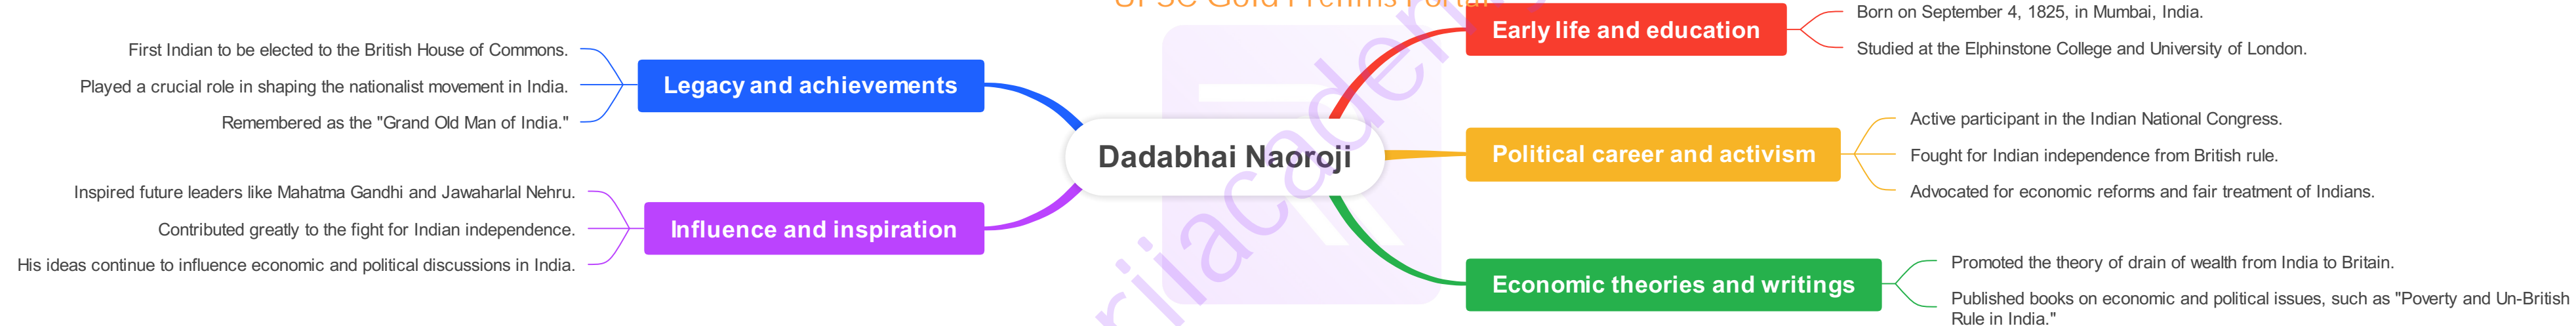 UPSC Gold Prelims Portal
Legacy and achievements
First Indian to be elected to the British House of Commons.
Played a crucial role in shaping the nationalist movement in India.
Remembered as the "Grand Old Man of India."
Influence and inspiration
Inspired future leaders like Mahatma Gandhi and Jawaharlal Nehru.
Contributed greatly to the fight for Indian independence.
His ideas continue to influence economic and political discussions in India.
Dadabhai Naoroji
Early life and education
Born on September 4, 1825, in Mumbai, India.
Studied at the Elphinstone College and University of London.
Political career and activism
Active participant in the Indian National Congress.
Fought for Indian independence from British rule.
Advocated for economic reforms and fair treatment of Indians.
Economic theories and writings
Promoted the theory of drain of wealth from India to Britain.
Published books on economic and political issues, such as "Poverty and Un-British
Rule in India."